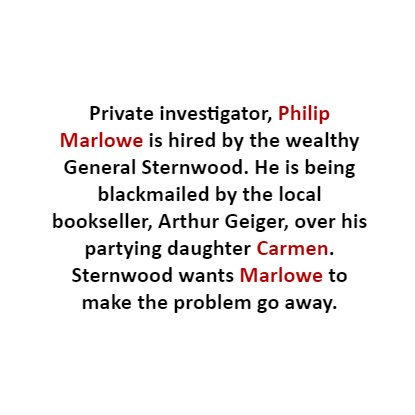 Private investigator, Philip
Marlowe is hired by the wealthy
General Sternwood. He is being
blackmailed by the local
bookseller, Arthur Geiger, over his
partying daughter Carmen.
Sternwood wants Marlowe to
make the problem go away.